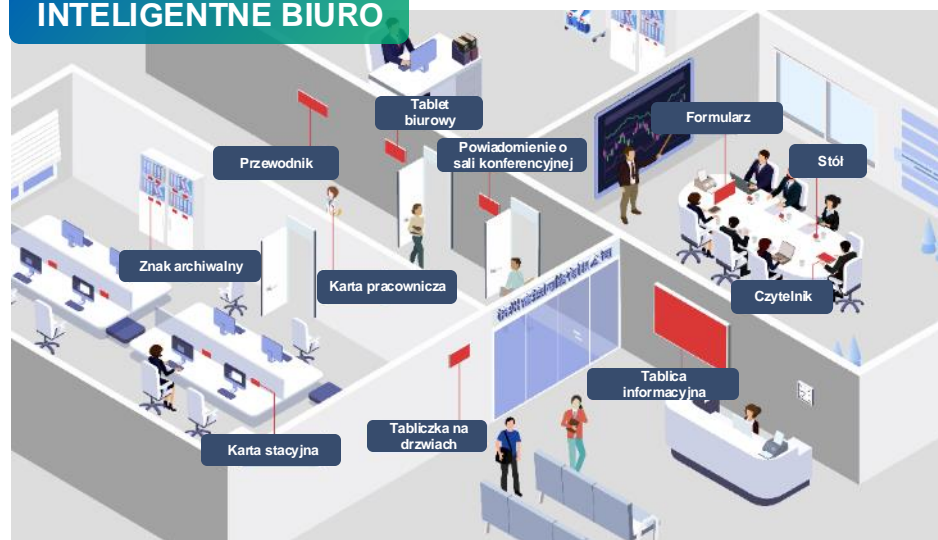 INTELIGENTNE BIURO
Tablet
biurowy
Formularz
Powiadomienie o
sali konferencyjnej
Przewodnik
Stół
Znak archiwalny
Karta pracownicza
Czytelnik
Tablica
informacyjna
Tabliczka na
drzwiach
Karta stacyjna